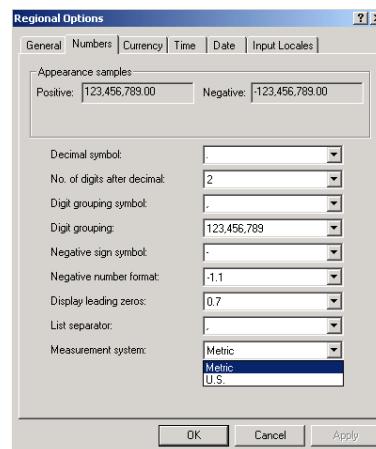 Regional Options
General Numbers Currency Time Date Input Locales
Appearance samples
Positive: 123,456,789.00 Negative: -123,456,789.00
Decimal symbol: .
No. of digits after decimal: 2
Digit grouping symbol: ,
Digit grouping: 123,456,789
Negative sign symbol: -
Negative number format: -1.1
Display leading zeros: 0.7
List separator: ,
Measurement system: Metric
Metric
U.S.
OK Cancel Apply